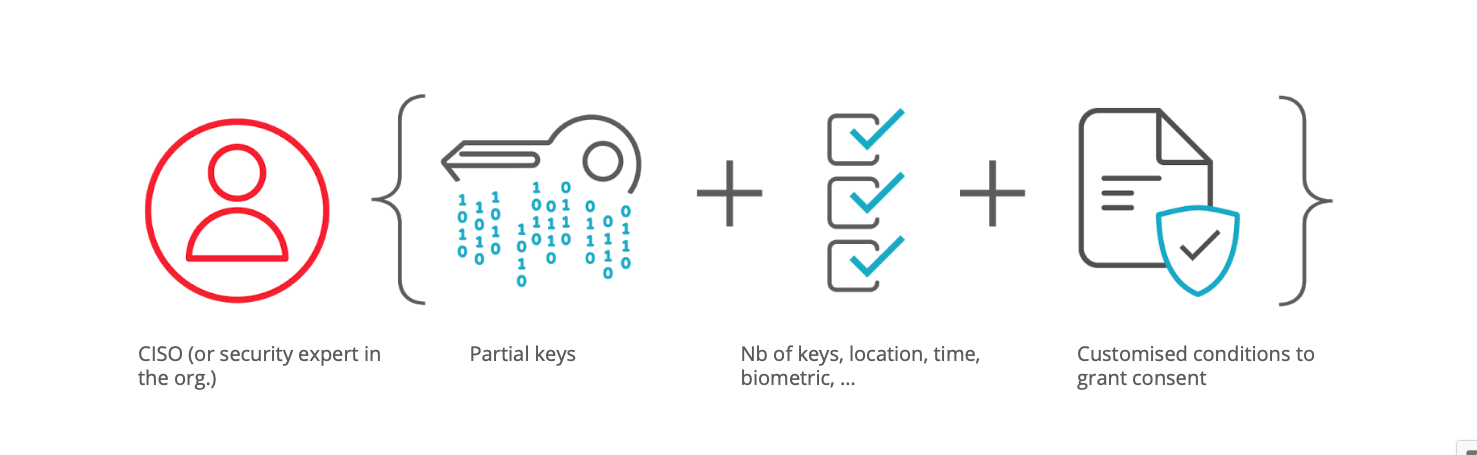 CISO (or security expert in
the org.)
Partial keys
Nb of keys, location, time,
biometric, ...
Customised conditions to
grant consent